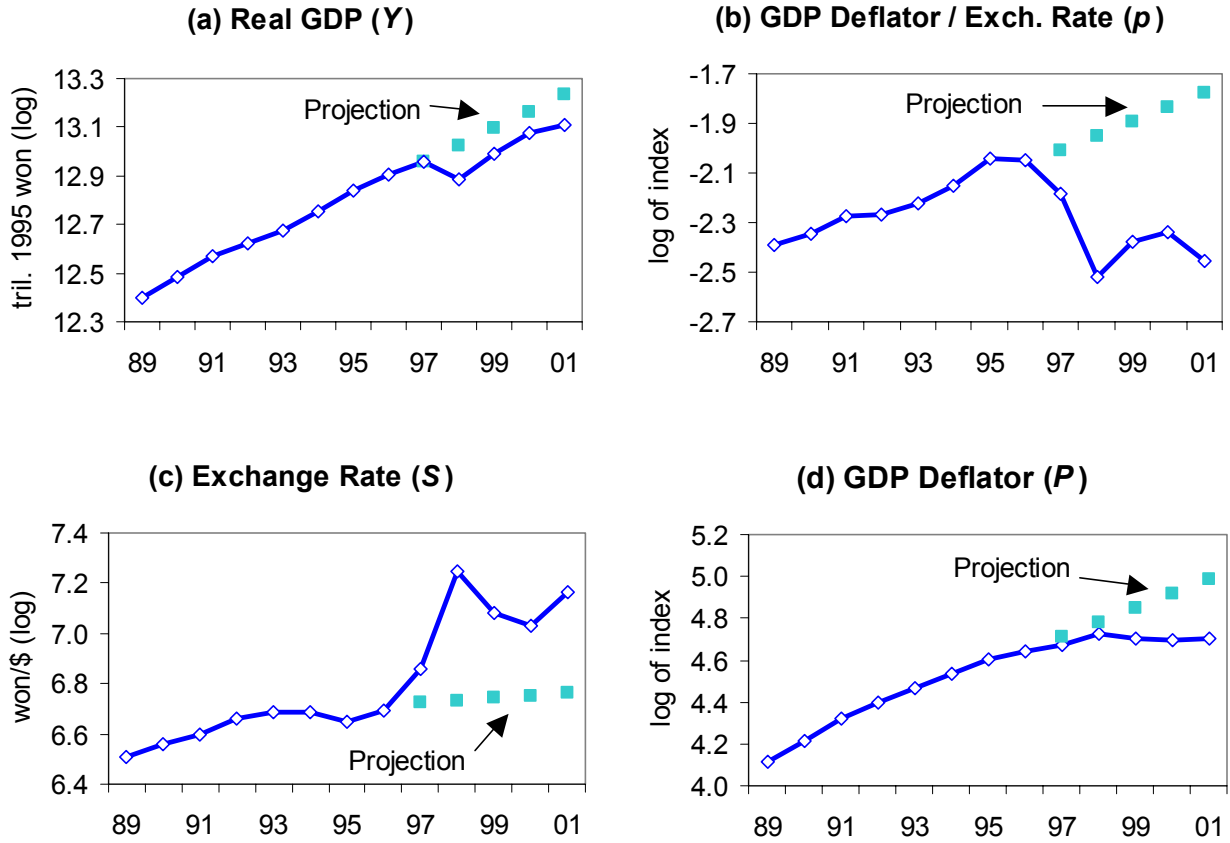 (a) Real GDP (Y)
tril. 1995 won (log)
13.3
13.1
12.9
12.7
12.5
12.3
Projection
89 91 93 95 97 99 01
(b) GDP Deflator / Exch. Rate (p)
log of index
-1.7
-1.9
-2.1
-2.3
-2.5
-2.7
Projection
89 91 93 95 97 99 01
(c) Exchange Rate (S)
won/$ (log)
7.4
7.2
7.0
6.8
6.6
6.4
Projection
89 91 93 95 97 99 01
(d) GDP Deflator (P)
log of index
5.2
5.0
4.8
4.6
4.4
4.2
4.0
Projection
89 91 93 95 97 99 01